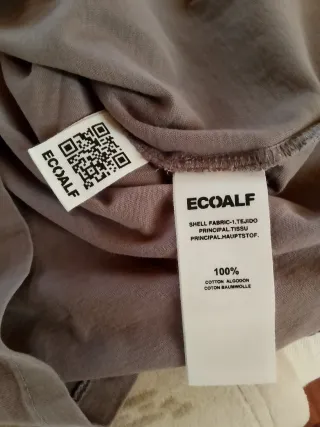 ECOALF
ECOALF
SHELL FABRIC-1.TEJIDO
PRINCIPAL.TISSU
PRINCIPAL.HAUPTSTOF.
100%
COTTON ALGODON
COTON BAUMWOLLE